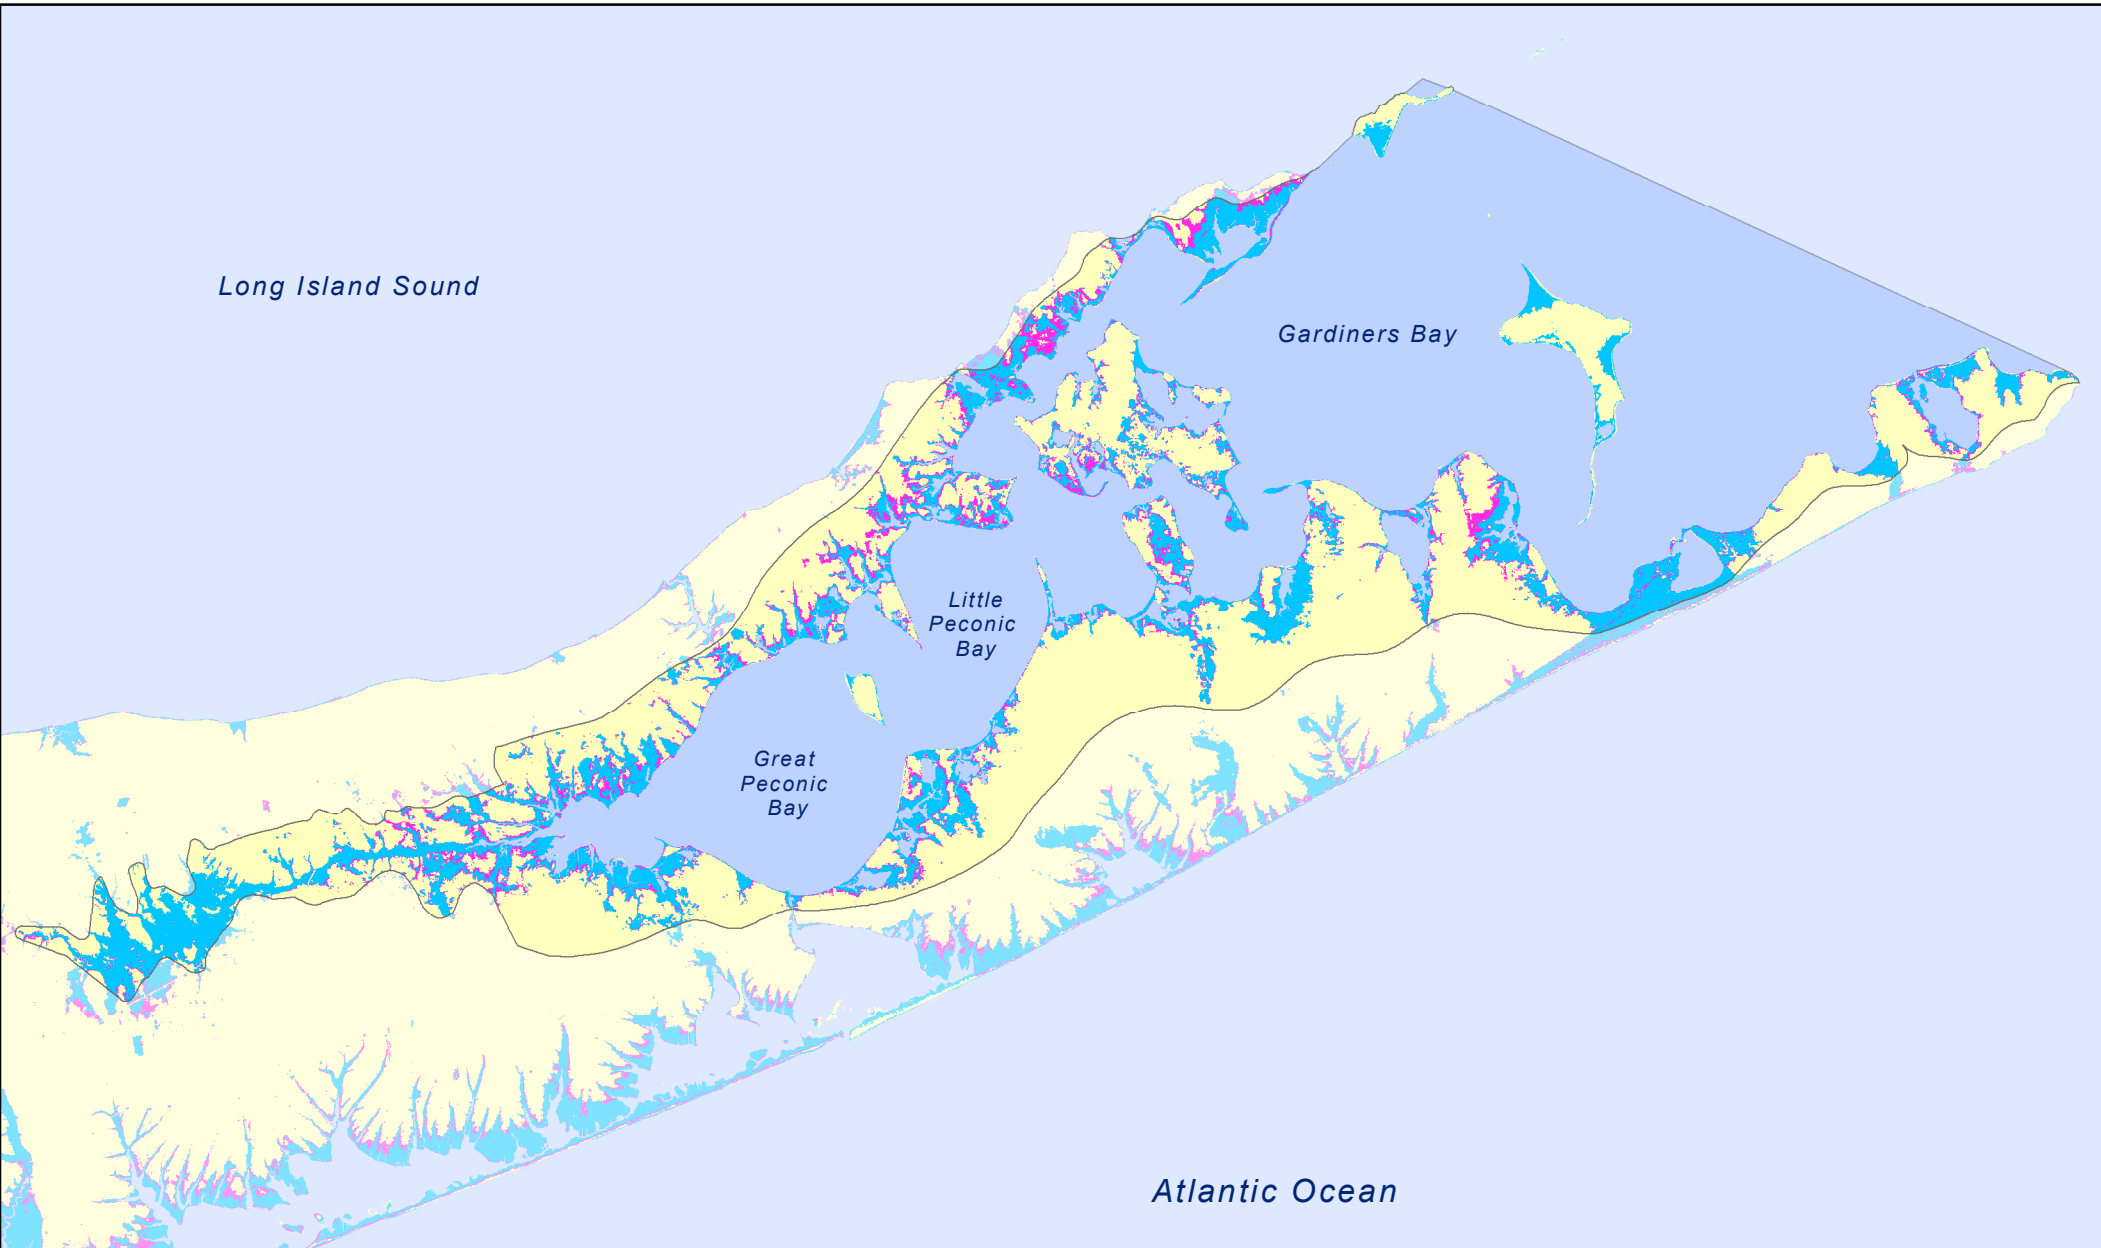 Long Island Sound
Gardiners Bay
Little
Peconic
Bay
Great
Peconic
Bay
Atlantic Ocean